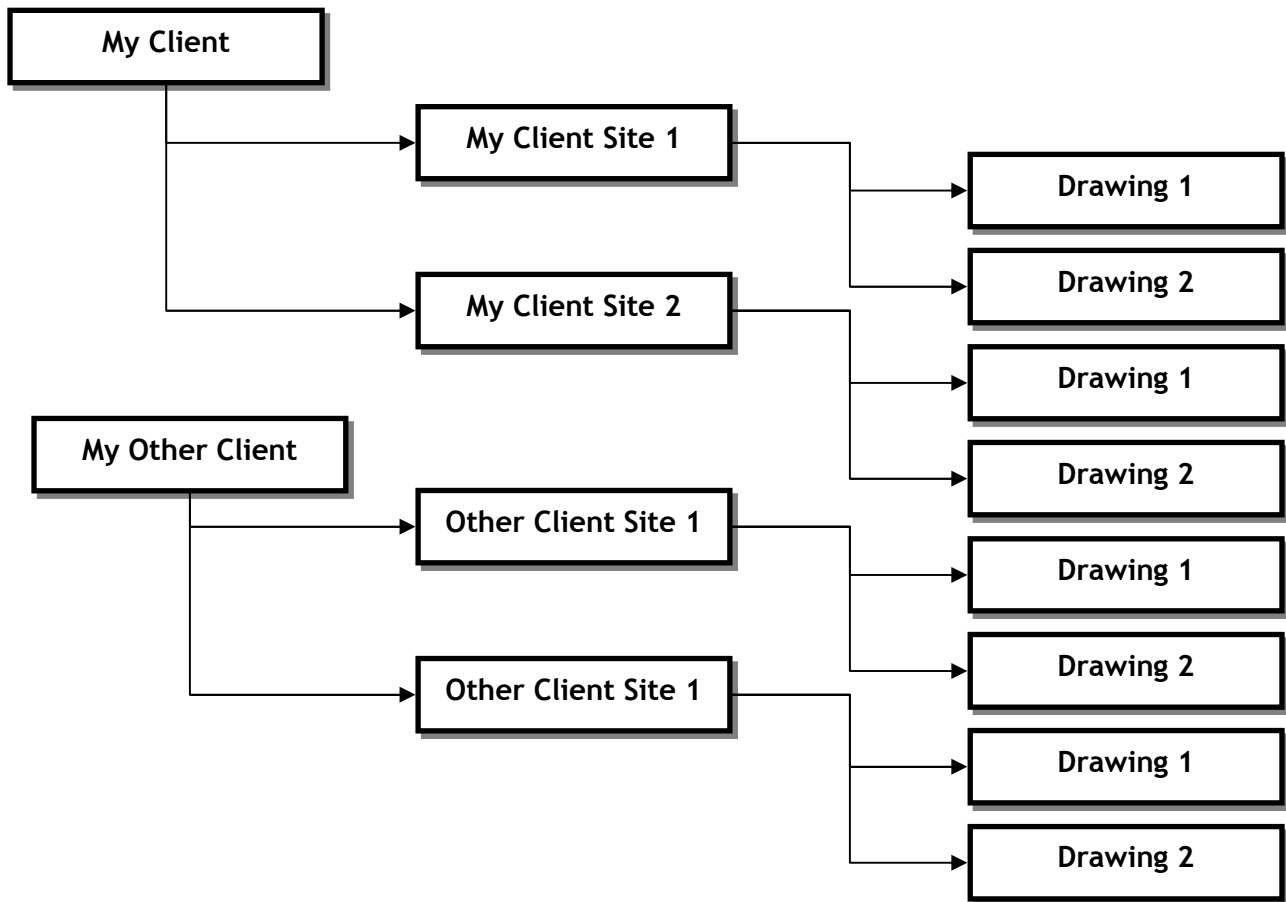 My Client
My Client Site 1
Drawing 1
Drawing 2
My Client Site 2
Drawing 1
Drawing 2
My Other Client
Other Client Site 1
Drawing 1
Drawing 2
Other Client Site 1
Drawing 1
Drawing 2